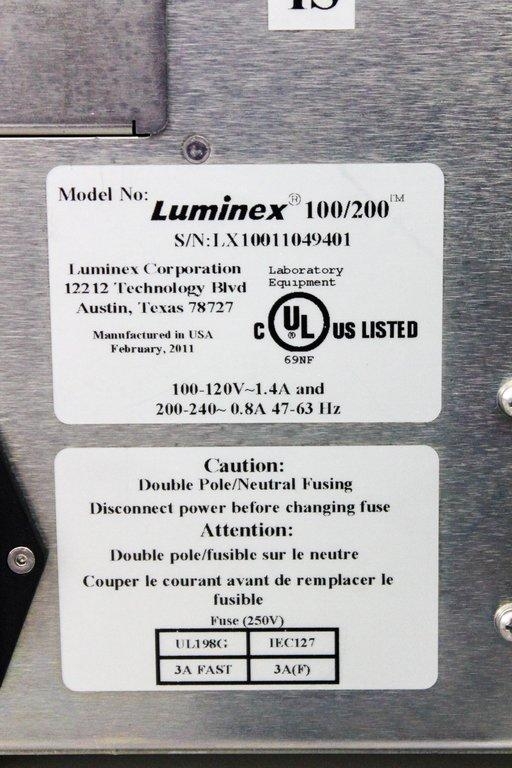 Model No: Luminex® 100/200™
S/N:LX10011049401
Luminex Corporation
12212 Technology Blvd
Austin, Texas 78727
Manufactured in USA
February, 2011
Laboratory
Equipment
C UL ® US LISTED
69NF
100-120V~1.4A and
200-240~ 0.8A 47-63 Hz
Caution:
Double Pole/Neutral Fusing
Disconnect power before changing fuse
Attention:
Double pole/fusible sur le neutre
Couper le courant avant de remplacer le
fusible
Fuse (250V)
UL198G IEC127
3A FAST 3A(F)